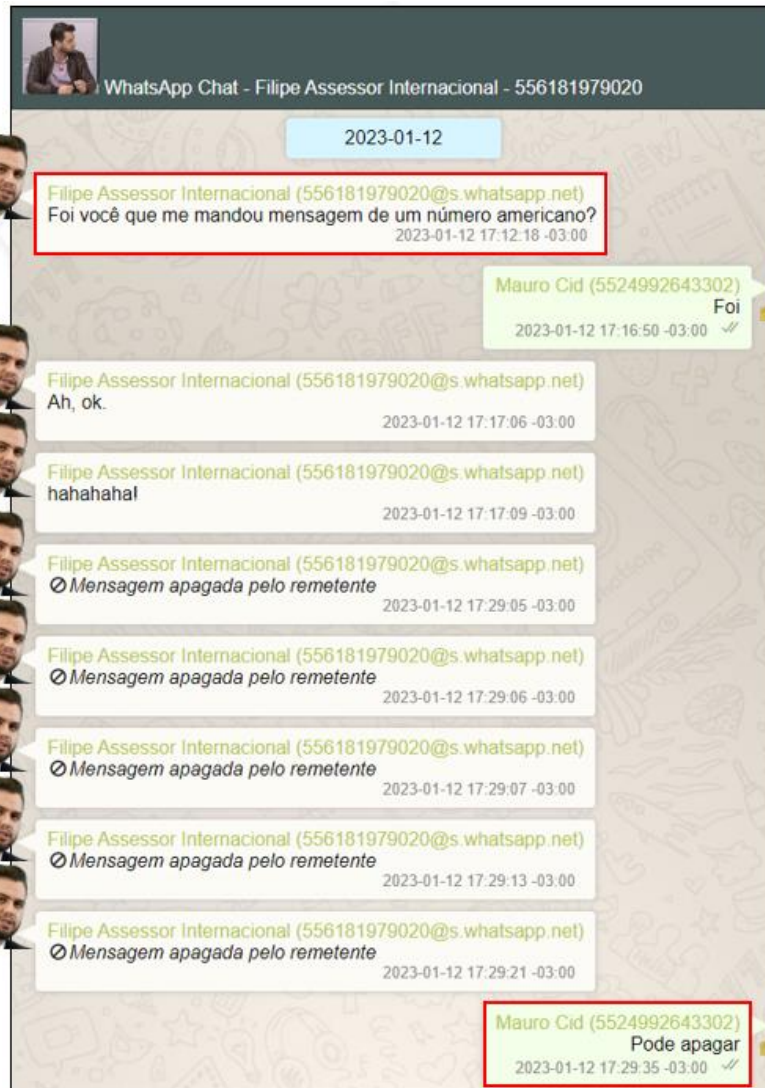 WhatsApp Chat - Filipe Assessor Internacional - 556181979020
2023-01-12
Filipe Assessor Internacional (556181979020@s.whatsapp.net)
Foi você que me mandou mensagem de um número americano?
2023-01-12 17:12:18 -03:00
Mauro Cid (5524992643302)
Foi
2023-01-12 17:16:50 -03:00
Filipe Assessor Internacional (556181979020@s.whatsapp.net)
Ah, ok.
2023-01-12 17:17:06 -03:00
Filipe Assessor Internacional (556181979020@s.whatsapp.net)
hahahaha!
2023-01-12 17:17:09 -03:00
Filipe Assessor Internacional (556181979020@s.whatsapp.net)
Mensagem apagada pelo remetente
2023-01-12 17:29:05 -03:00
Filipe Assessor Internacional (556181979020@s.whatsapp.net)
Mensagem apagada pelo remetente
2023-01-12 17:29:06 -03:00
Filipe Assessor Internacional (556181979020@s.whatsapp.net)
Mensagem apagada pelo remetente
2023-01-12 17:29:07 -03:00
Filipe Assessor Internacional (556181979020@s.whatsapp.net)
Mensagem apagada pelo remetente
2023-01-12 17:29:13 -03:00
Filipe Assessor Internacional (556181979020@s.whatsapp.net)
Mensagem apagada pelo remetente
2023-01-12 17:29:21 -03:00
Mauro Cid (5524992643302)
Pode apagar
2023-01-12 17:29:35 -03:00